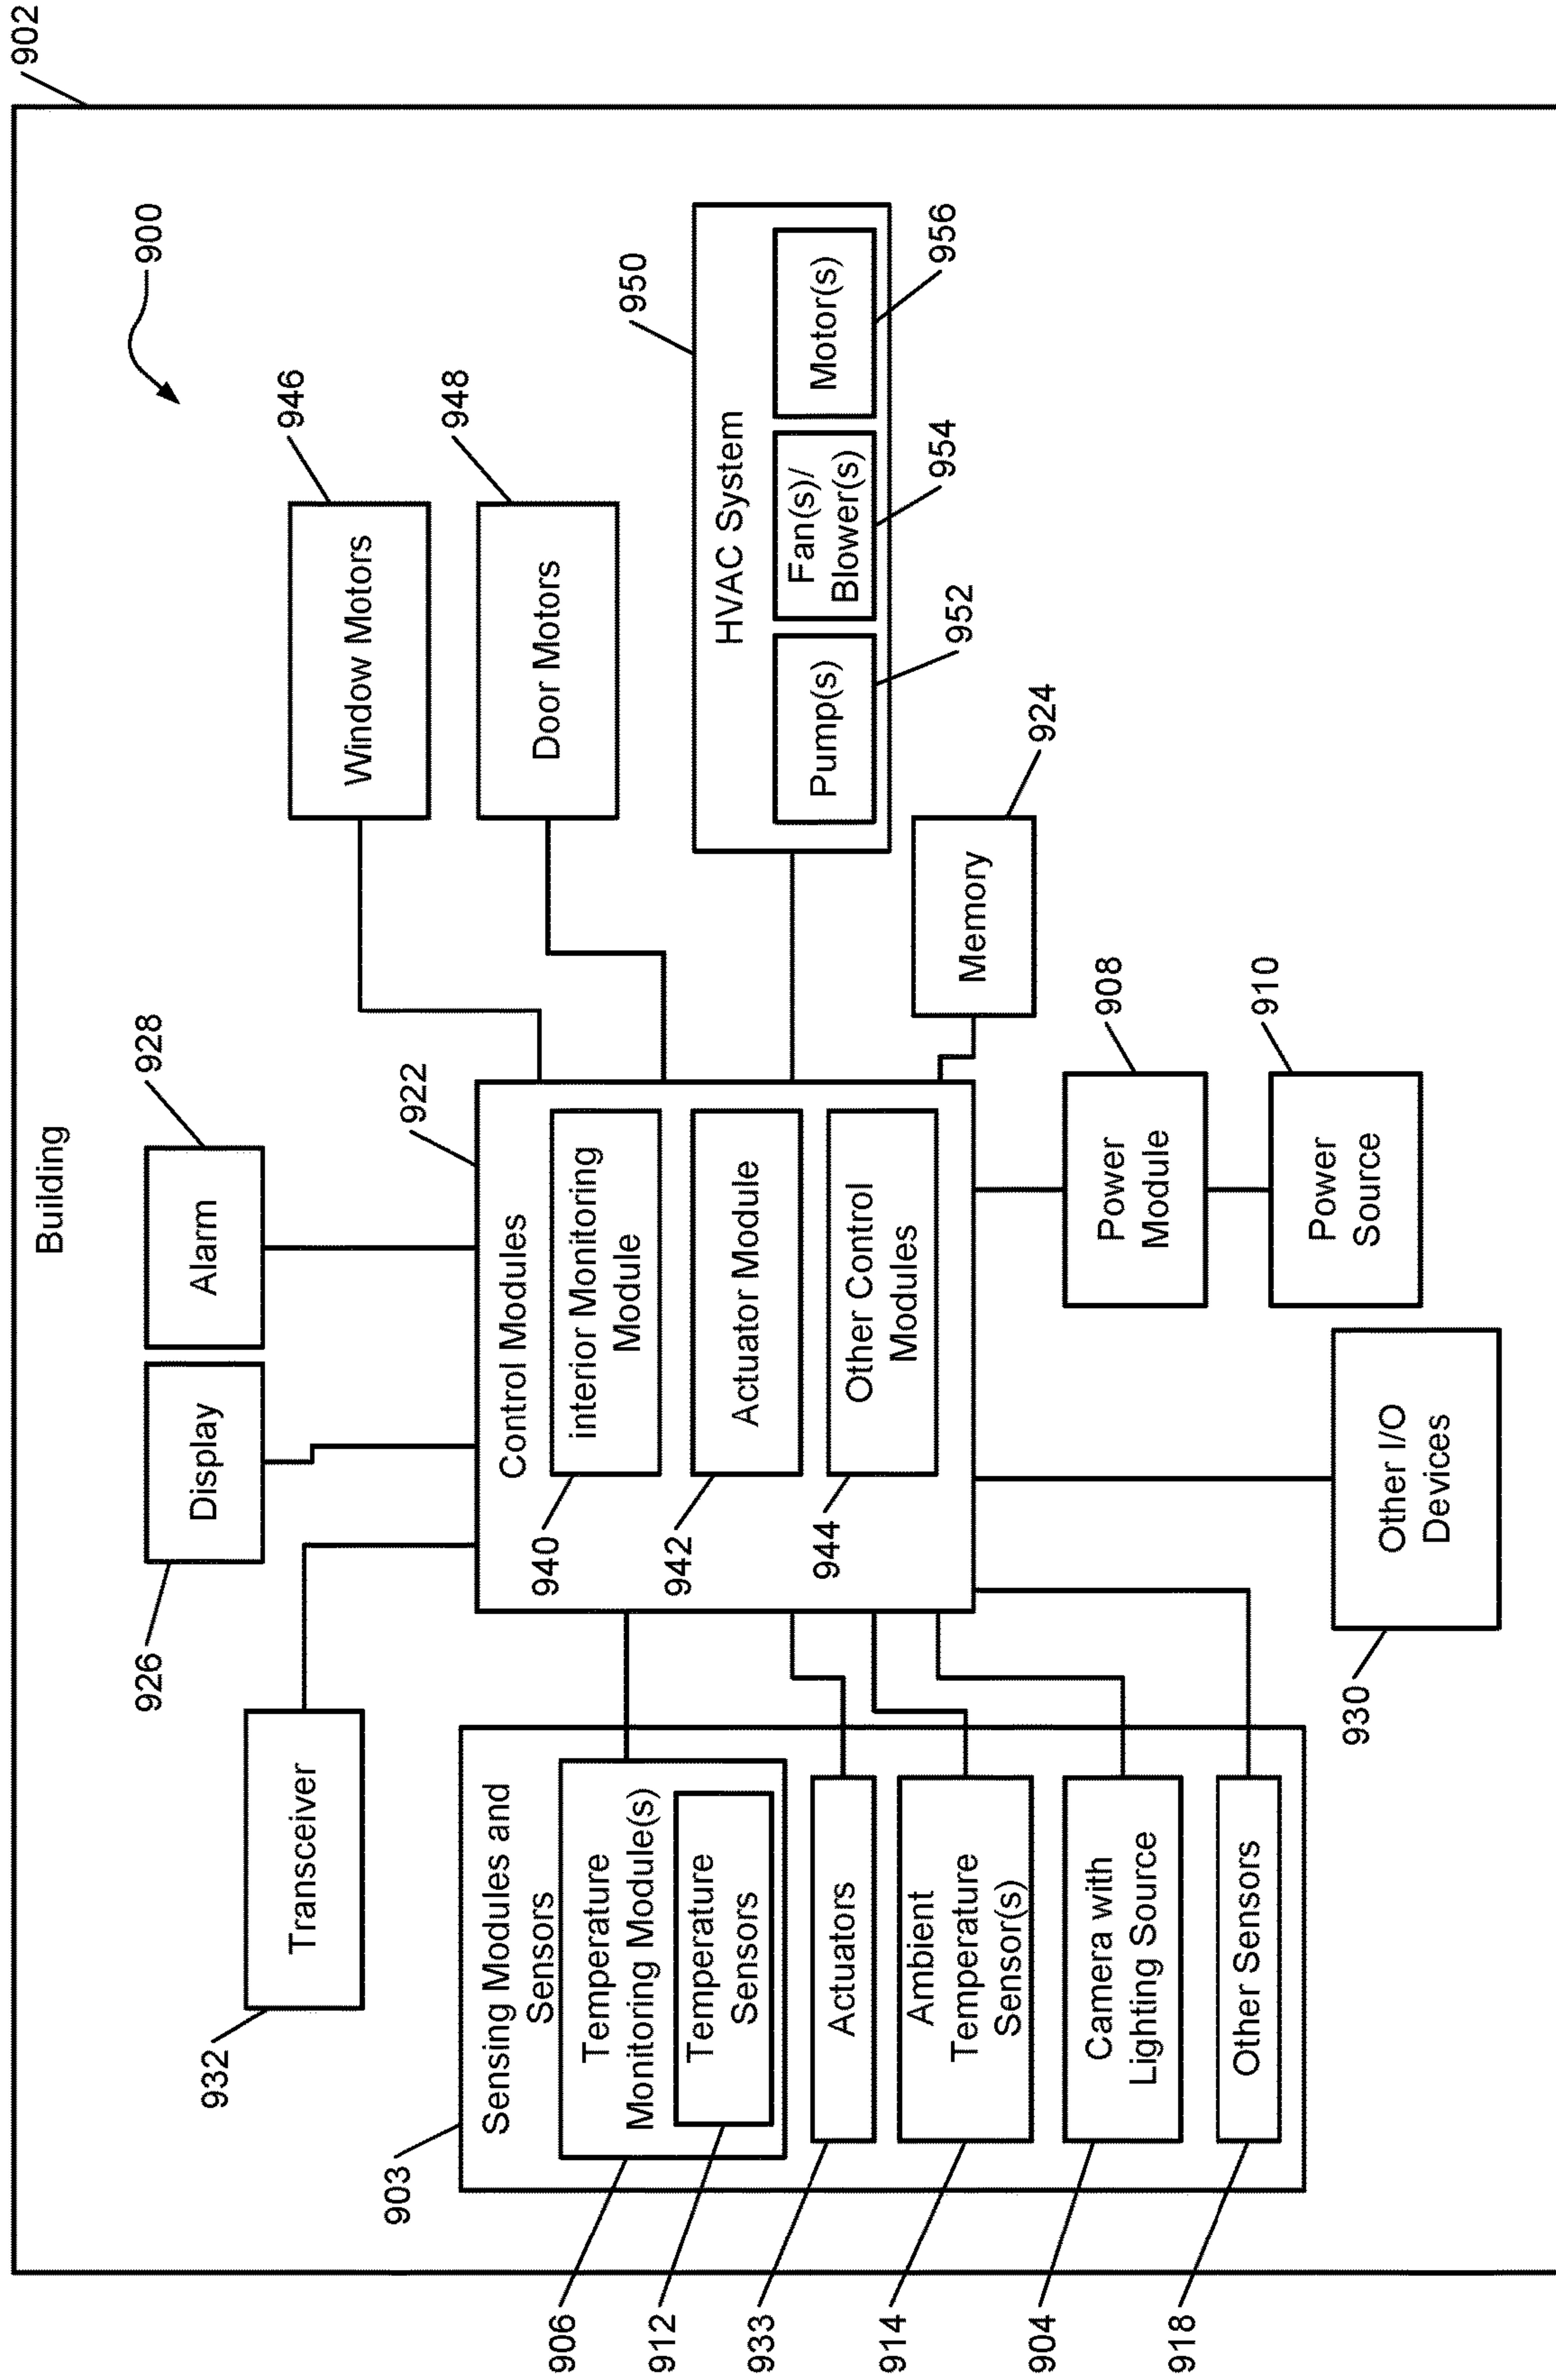 902
Building
900
928
Alarm
926
Display
932
Transceiver
946
Window Motors
948
Door Motors
922
Control Modules
940
interior Monitoring
Module
942
Actuator Module
944
Other Control
Modules
950
HVAC System
952
Pump(s)
954
Fan(s)/
Blower(s)
956
Motor(s)
924
Memory
908
Power
Module
910
Power
Source
930
Other I/O
Devices
903
Sensing Modules and
Sensors
906
Temperature
Monitoring Module(s)
912
Temperature
Sensors
933
Actuators
914
Ambient
Temperature
Sensor(s)
904
Camera with
Lighting Source
918
Other Sensors